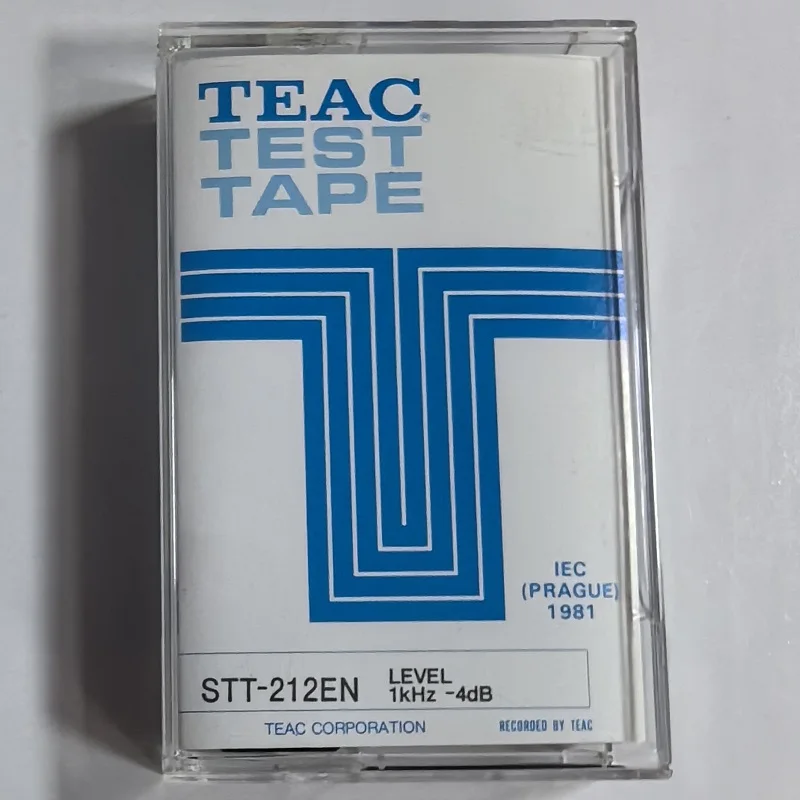 TEAC®
TEST
TAPE
IEC
(PRAGUE)
1981
STT-212EN
LEVEL
1kHz -4dB
TEAC CORPORATION
RECORDED BY TEAC